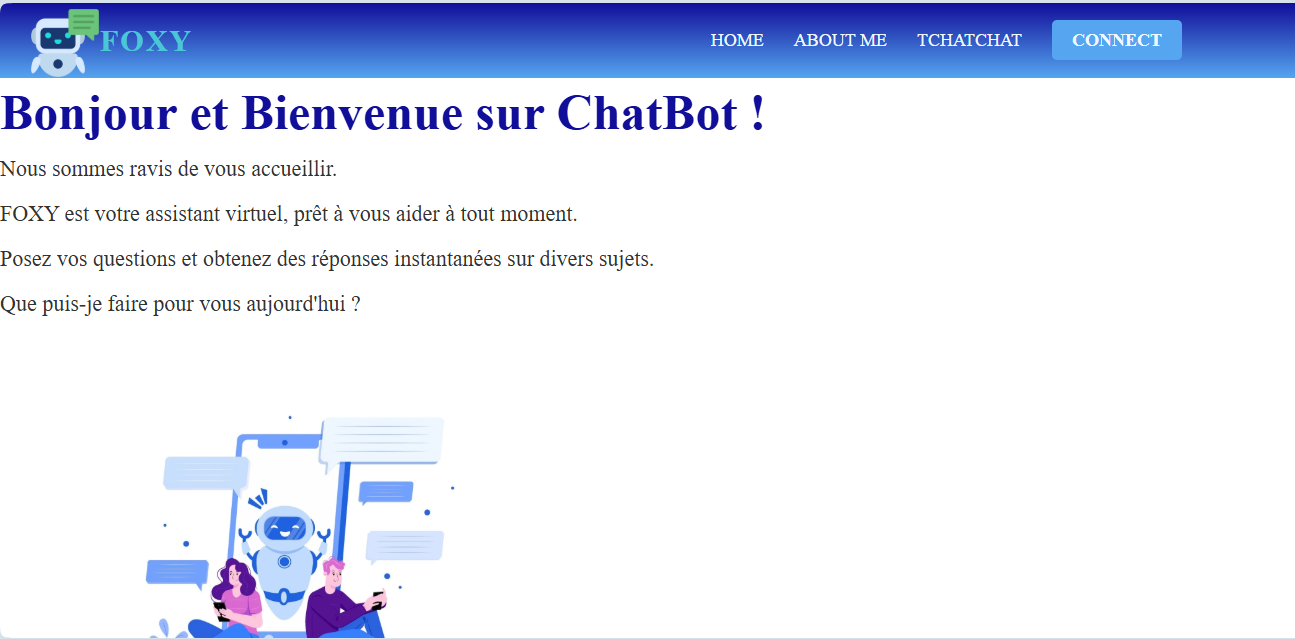 FOXY
HOME ABOUT ME TCHATCHAT CONNECT
Bonjour et Bienvenue sur ChatBot !
Nous sommes ravis de vous accueillir.
FOXY est votre assistant virtuel, prêt à vous aider à tout moment.
Posez vos questions et obtenez des réponses instantanées sur divers sujets.
Que puis-je faire pour vous aujourd'hui ?